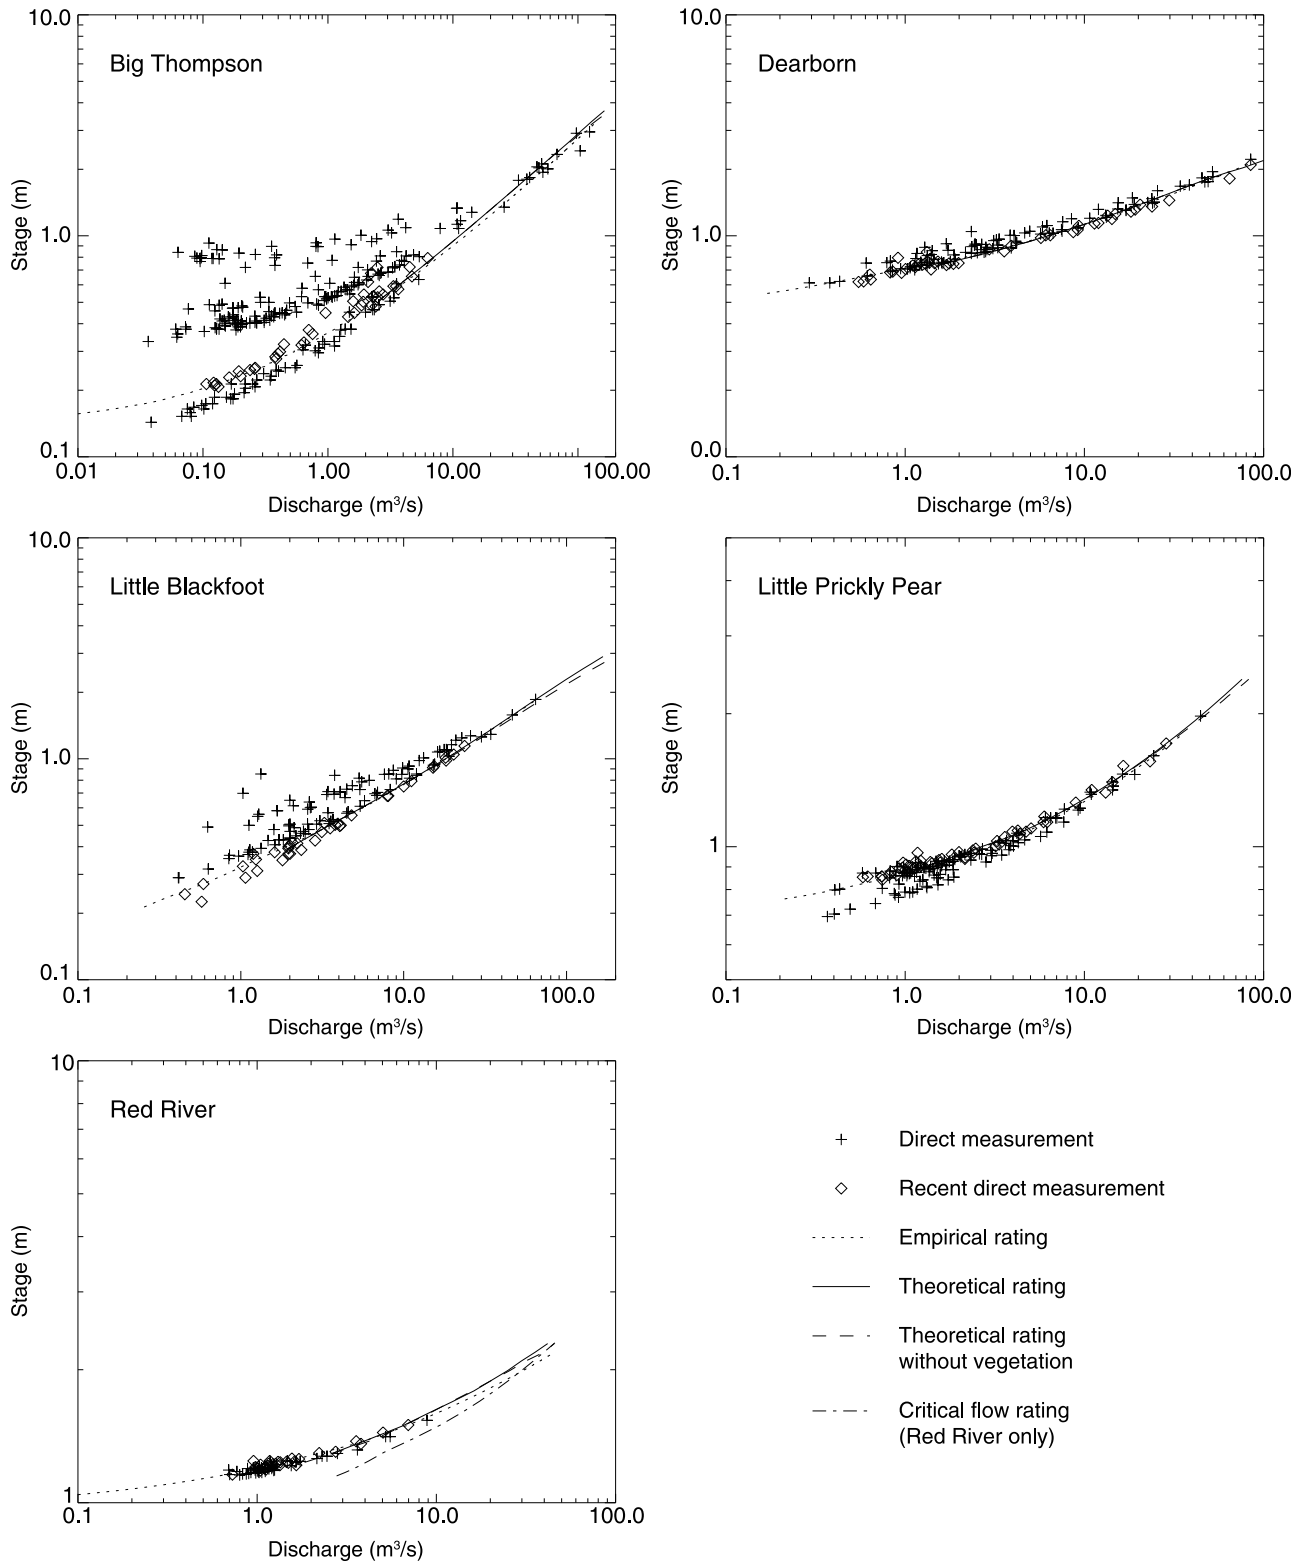 10.0
Big Thompson
Stage (m)
1.0
0.1
0.01 0.10 1.00 10.00 100.00
Discharge (m³/s)
10.0
Dearborn
Stage (m)
1.0
0.0
0.1 1.0 10.0 100.0
Discharge (m³/s)
10.0
Little Blackfoot
Stage (m)
1.0
0.1
0.1 1.0 10.0 100.0
Discharge (m³/s)
Little Prickly Pear
Stage (m)
1
0.1 1.0 10.0 100.0
Discharge (m³/s)
10
Red River
Stage (m)
1
0.1 1.0 10.0 100.0
Discharge (m³/s)
Direct measurement
Recent direct measurement
Empirical rating
Theoretical rating
Theoretical rating
without vegetation
Critical flow rating
(Red River only)